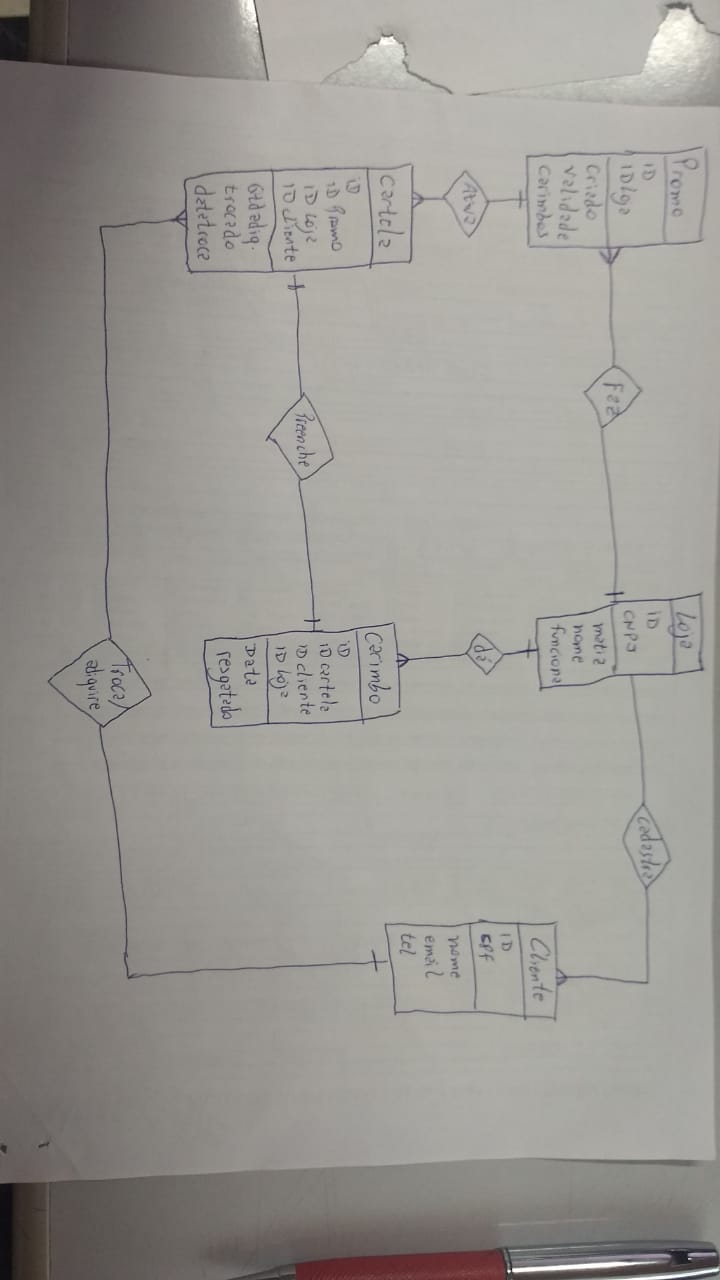 Promo
ID
IDLoja
Criado
validade
carimbos
Faz
Loja
ID
CNPJ
matiz
nome
funciona
cadastra
Cliente
ID
CPf
nome
email
tel
Ativa
dá
Cartela
ID
ID Promo
ID Loja
ID cliente
Qtdadiq.
trocado
datatroca
Preenche
Carimbo
ID
ID cartela
ID cliente
ID Loja
Data
resgatado
Troca/
adiquire